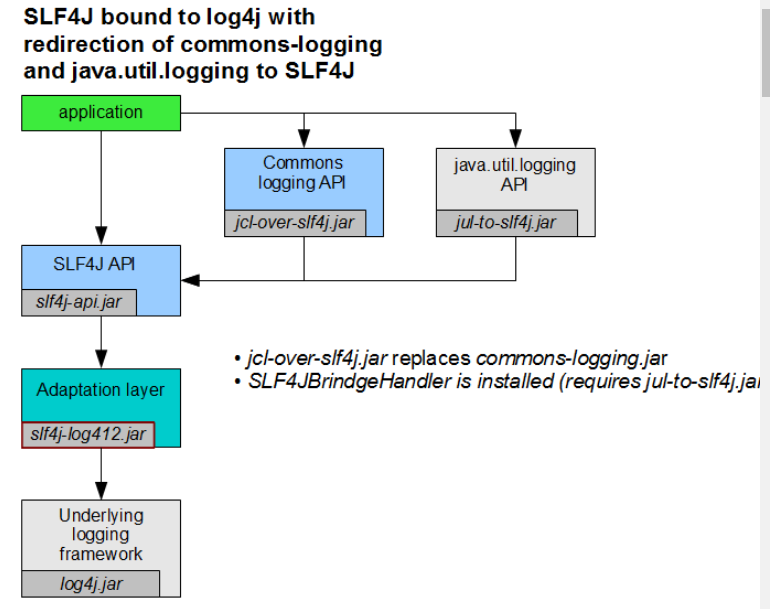 SLF4J bound to log4j with
redirection of commons-logging
and java.util.logging to SLF4J
application
Commons
logging API
jcl-over-slf4j.jar
java.util.logging
API
jul-to-slf4j.jar
SLF4J API
slf4j-api.jar
• jcl-over-slf4j.jar replaces commons-logging.jar
• SLF4JBrindgeHandler is installed (requires jul-to-slf4j.jar
Adaptation layer
slf4j-log412.jar
Underlying
logging
framework
log4j.jar